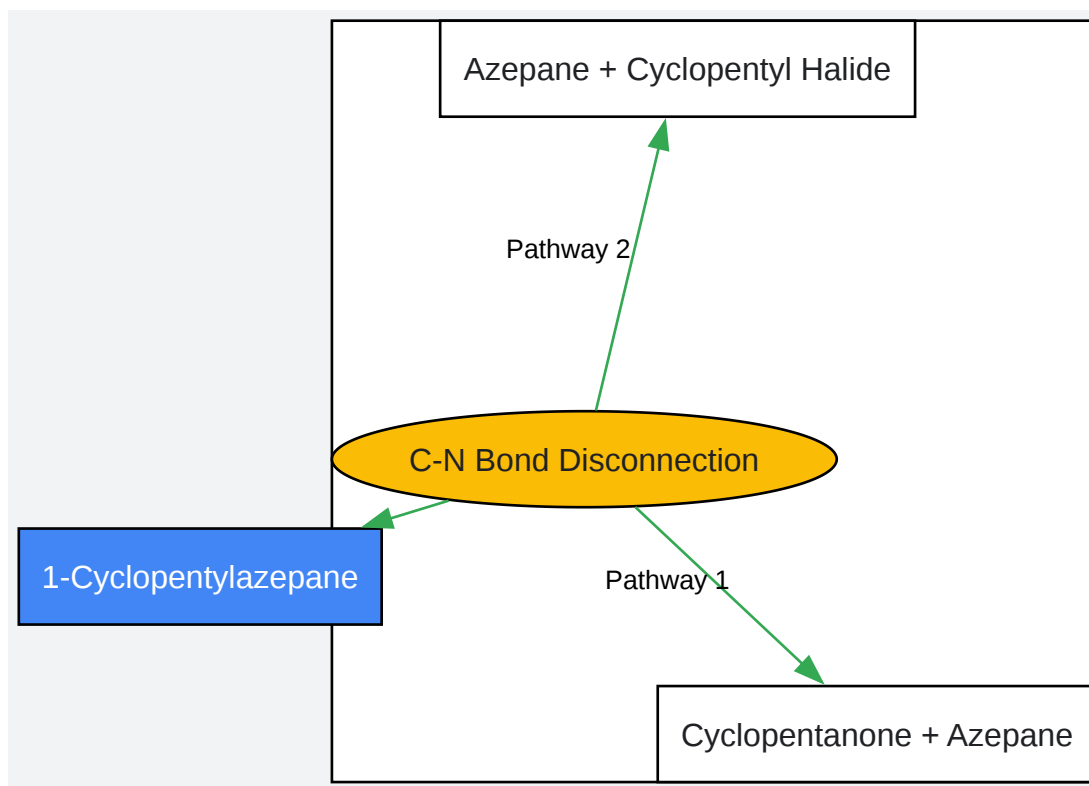 Azepane + Cyclopentyl Halide
Pathway 2
C-N Bond Disconnection
1-Cyclopentylazepane
Pathway 1
Cyclopentanone + Azepane